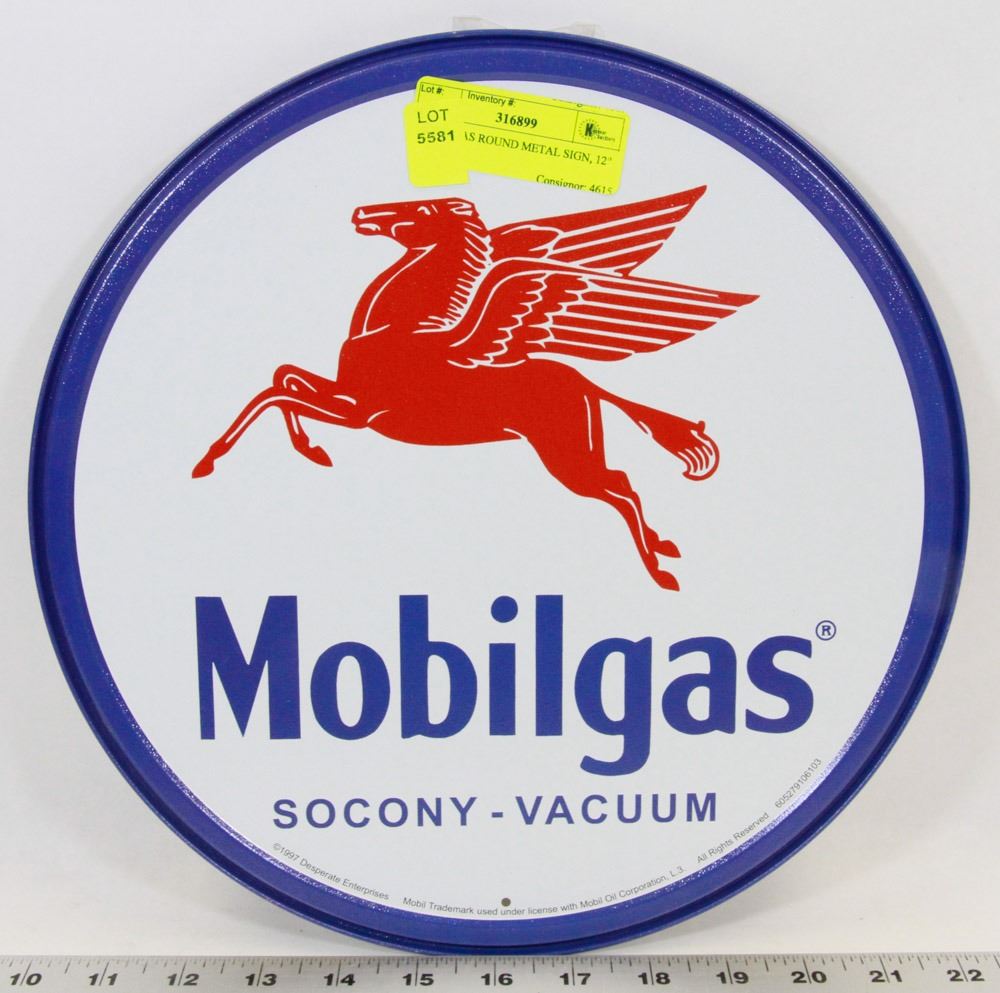 Lot #: Inventory #:
LOT 316899
5581 AS ROUND METAL SIGN, 12"
Consignor: 4615
Mobilgas®
SOCONY - VACUUM
©1997 Desperate Enterprises Mobil Trademark used under license with Mobil Oil Corporation, L.3. All Rights Reserved 605279106103
10 11 12 13 14 15 16 17 18 19 20 21 22